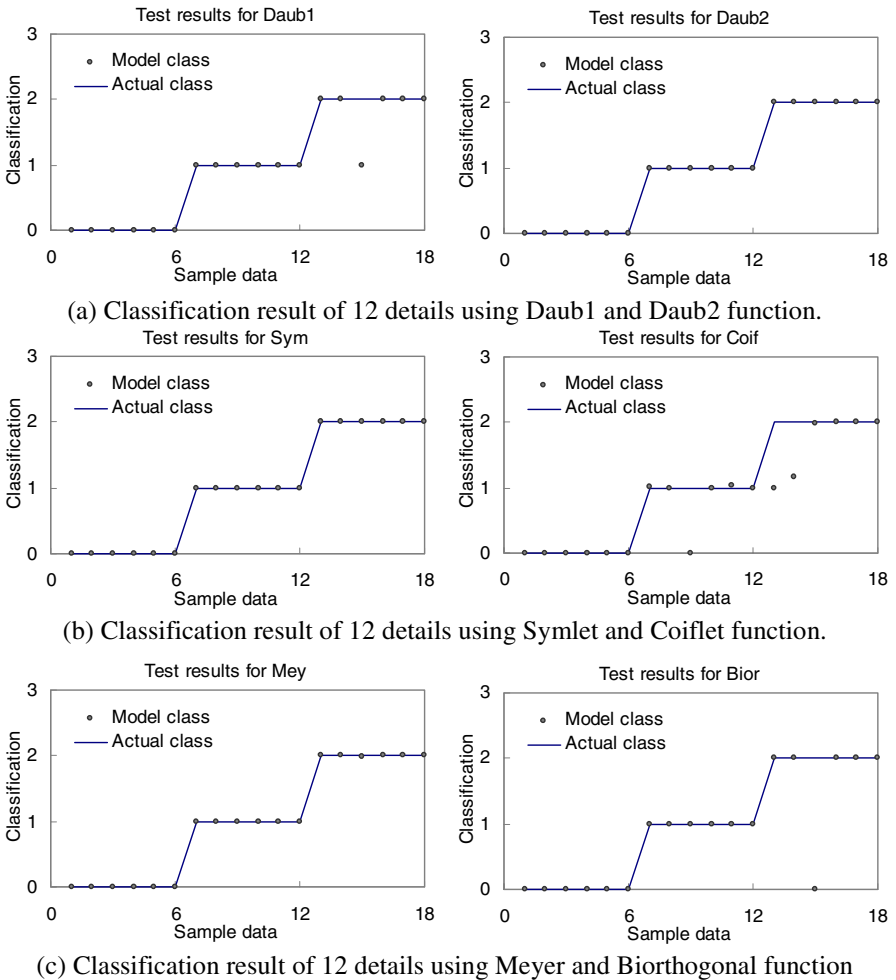 Test results for Daub1
3
2
1
0
Classification
Model class
Actual class
0 6 12 18
Sample data
Test results for Daub2
3
2
1
0
Classification
Model class
Actual class
0 6 12 18
Sample data
(a) Classification result of 12 details using Daub1 and Daub2 function.
Test results for Sym
3
2
1
0
Classification
Model class
Actual class
0 6 12 18
Sample data
Test results for Coif
3
2
1
0
Classification
Model class
Actual class
0 6 12 18
Sample data
(b) Classification result of 12 details using Symlet and Coiflet function.
Test results for Mey
3
2
1
0
Classification
Model class
Actual class
0 6 12 18
Sample data
Test results for Bior
3
2
1
0
Classification
Model class
Actual class
0 6 12 18
Sample data
(c) Classification result of 12 details using Meyer and Biorthogonal function